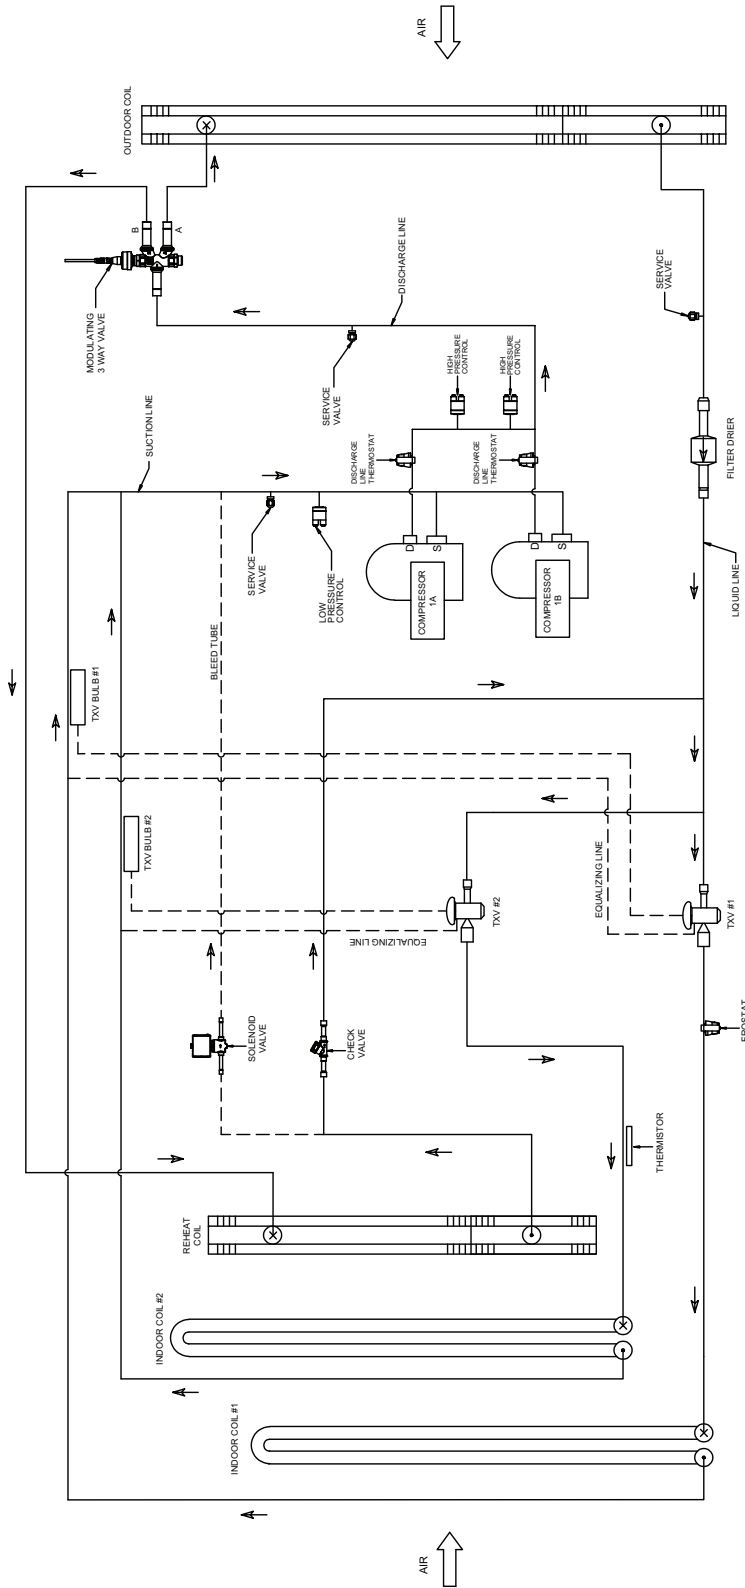 AIR
OUTDOOR COIL
B
A
MODULATING
3 WAY VALVE
SUCTION LINE
DISCHARGE LINE
SERVICE
VALVE
SERVICE
VALVE
HIGH
PRESSURE
CONTROL
HIGH
PRESSURE
CONTROL
DISCHARGE
LINE
THERMOSTAT
DISCHARGE
LINE
THERMOSTAT
FILTER DRIER
SERVICE
VALVE
LOW
PRESSURE
CONTROL
D
S
COMPRESSOR
1A
D
S
COMPRESSOR
1B
LIQUID LINE
BLEED TUBE
TXV BULB #1
TXV BULB #2
EQUALIZING LINE
EQUALIZING LINE
TXV #2
TXV #1
SOLENOID
VALVE
CHECK
VALVE
THERMISTOR
REHEAT
COIL
INDOOR COIL #2
INDOOR COIL #1
AIR